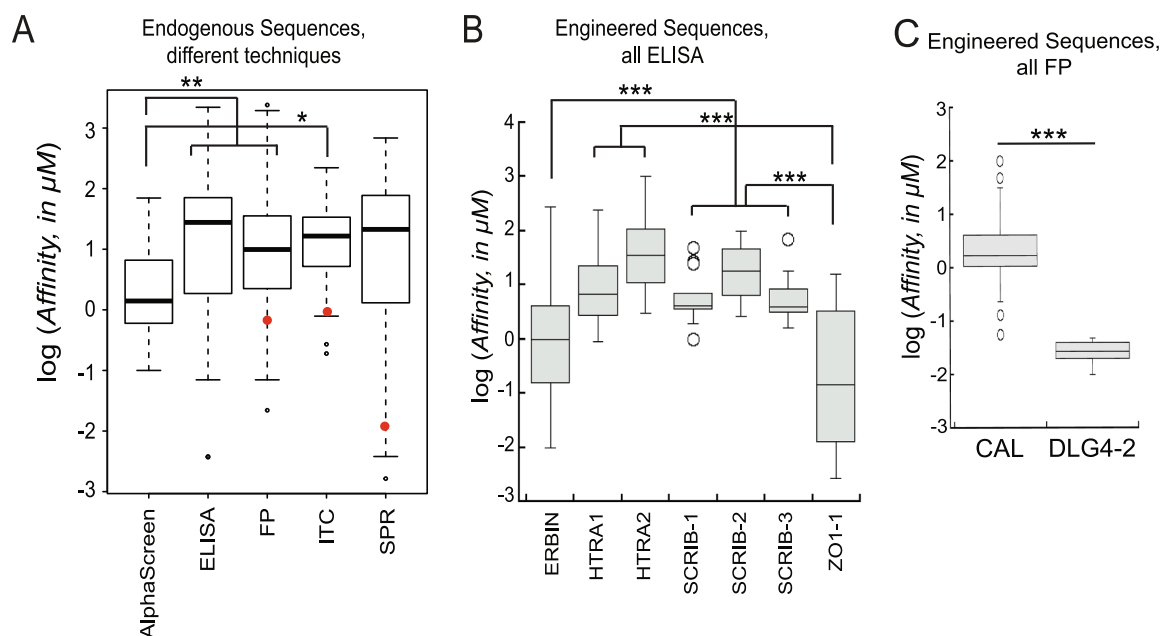 A
Endogenous Sequences,
different techniques
**
*
log (Affinity, in µM)
3
2
1
0
-1
-2
-3
AlphaScreen
ELISA
FP
ITC
SPR
B
Engineered Sequences,
all ELISA
***
***
***
log (Affinity, in µM)
4
3
2
1
0
-1
-2
-3
ERBIN
HTRA1
HTRA2
SCRIB-1
SCRIB-2
SCRIB-3
ZO1-1
C
Engineered Sequences,
all FP
***
log (Affinity, in µM)
3
2
1
0
-1
-2
-3
CAL
DLG4-2